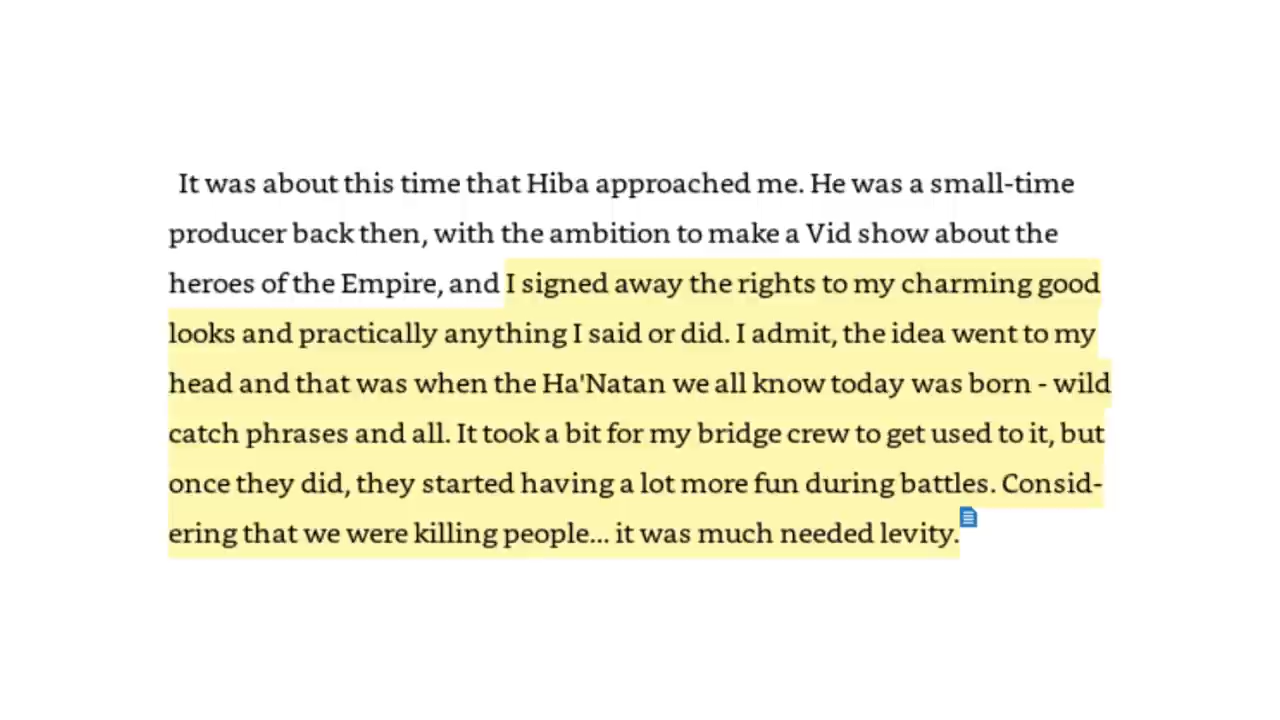 It was about this time that Hiba approached me. He was a small-time
producer back then, with the ambition to make a Vid show about the
heroes of the Empire, and I signed away the rights to my charming good
looks and practically anything I said or did. I admit, the idea went to my
head and that was when the Ha'Natan we all know today was born - wild
catch phrases and all. It took a bit for my bridge crew to get used to it, but
once they did, they started having a lot more fun during battles. Consid-
ering that we were killing people... it was much needed levity.